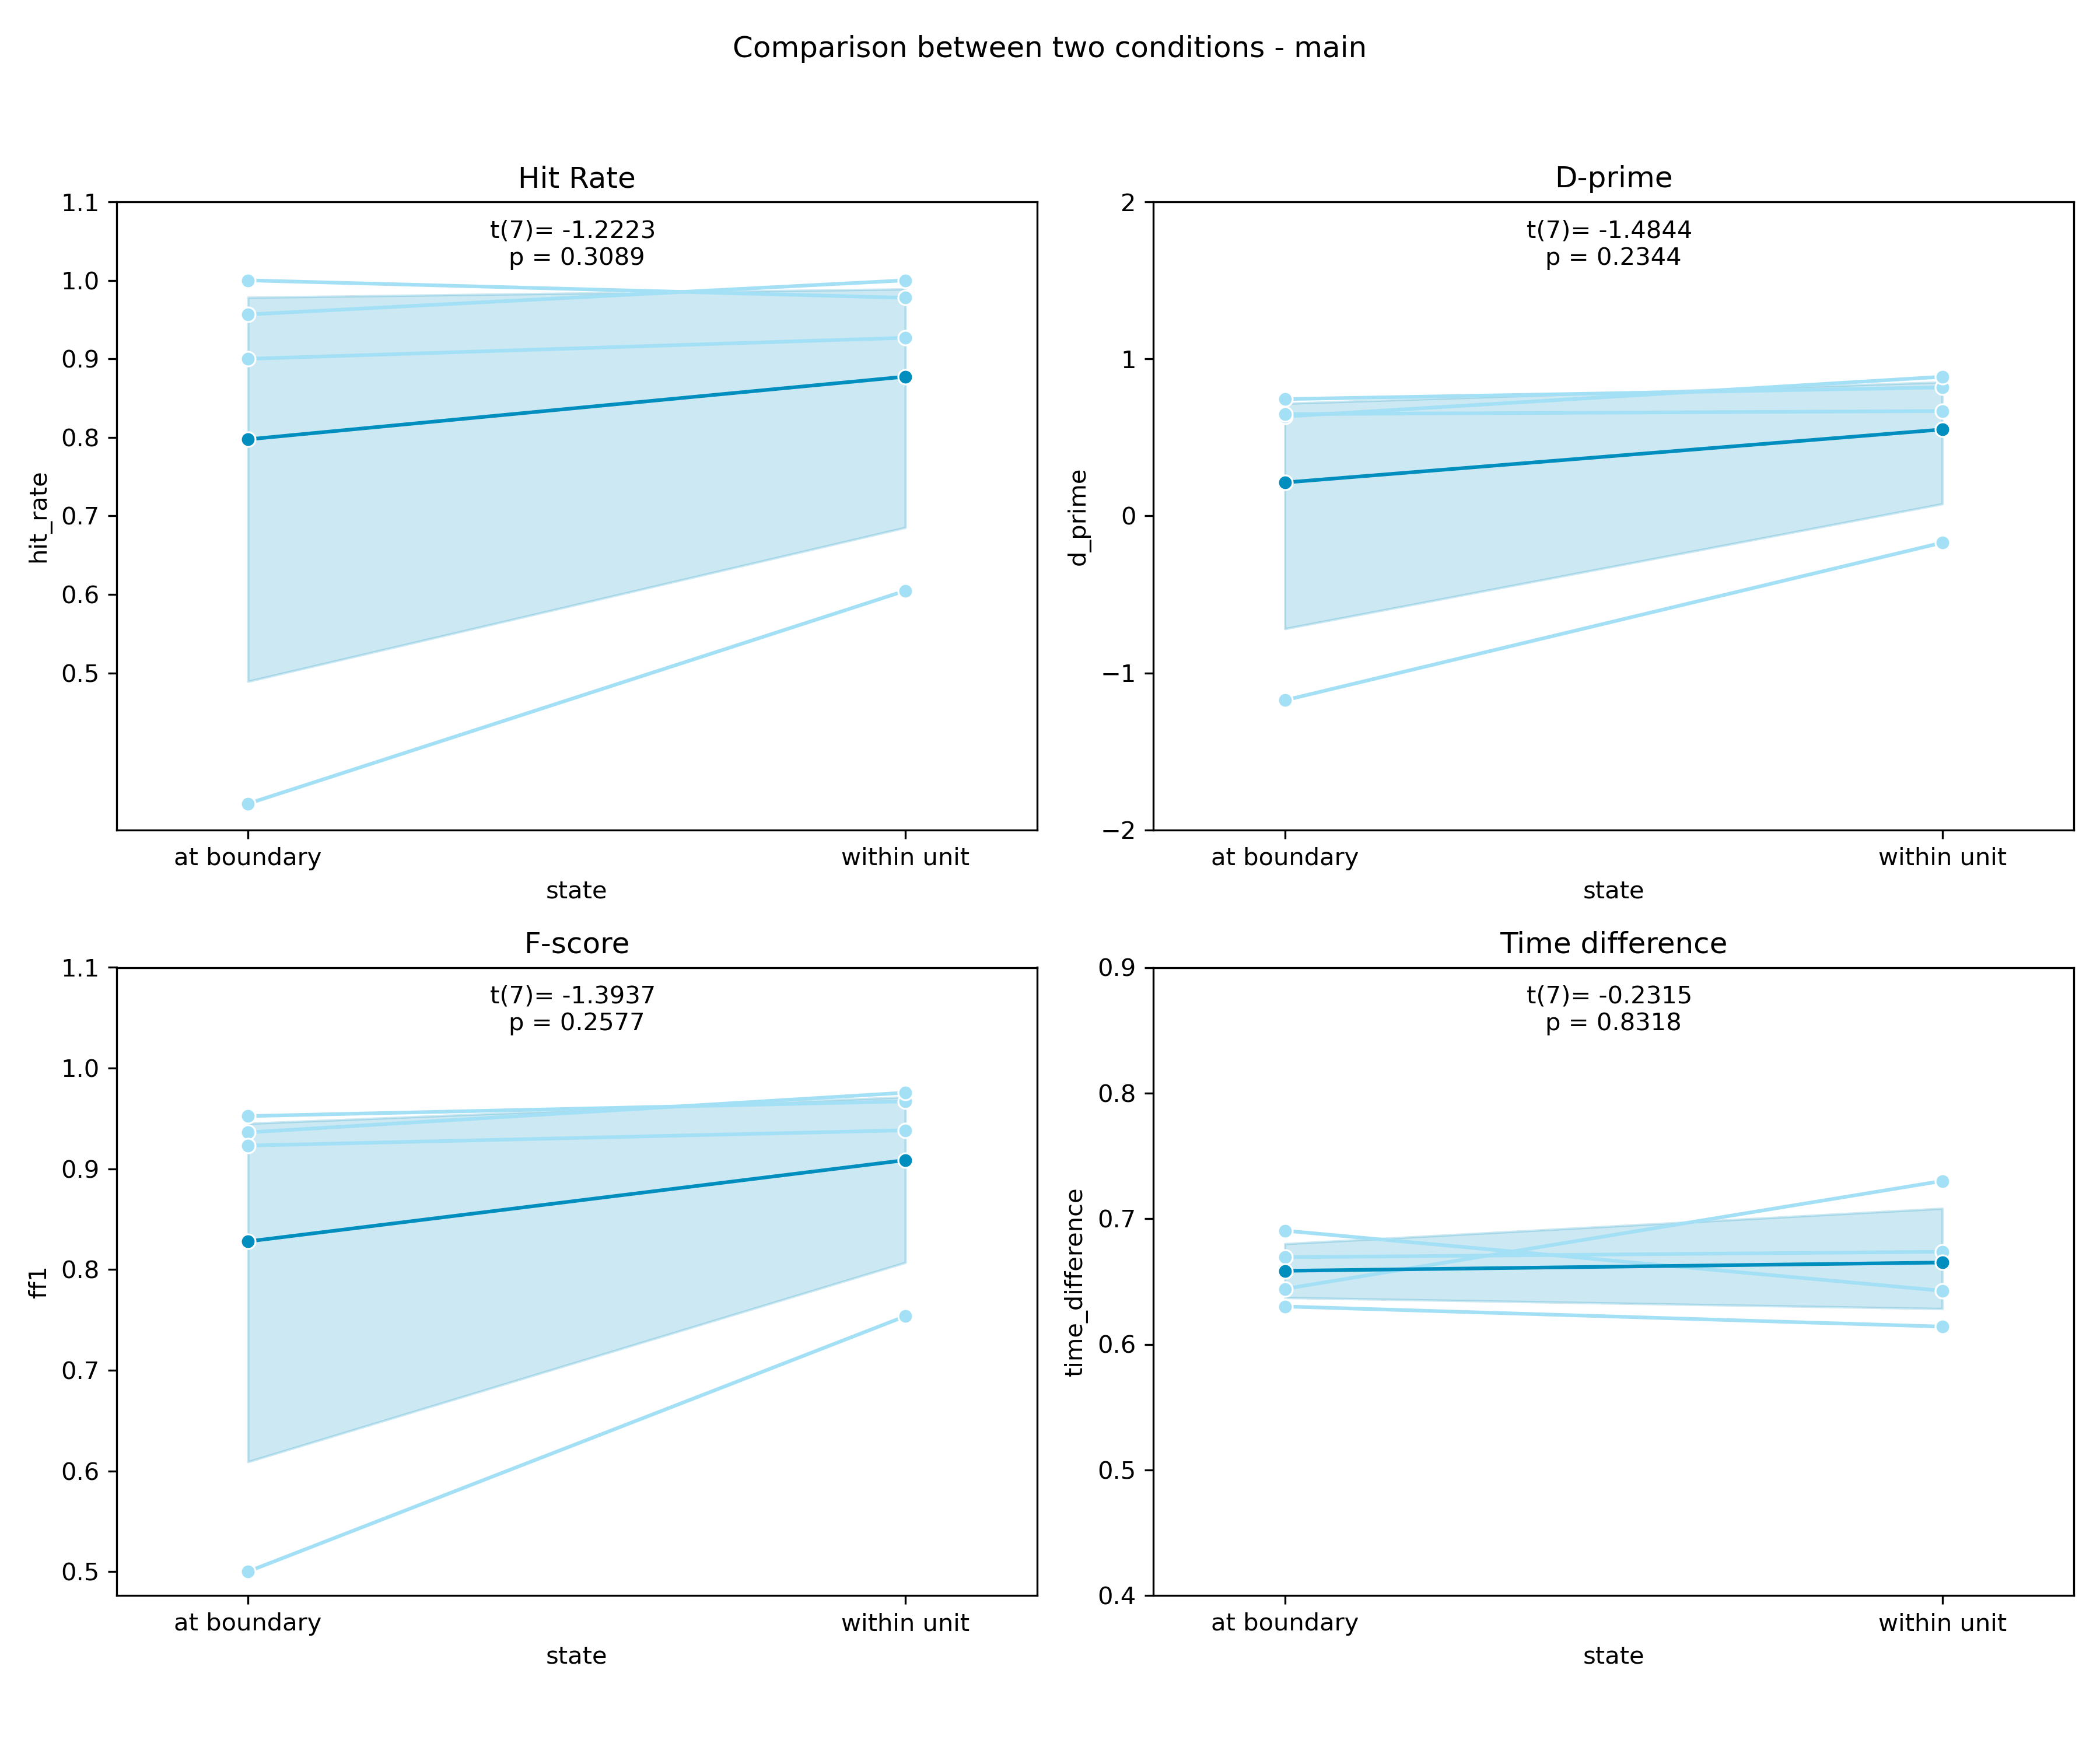 Comparison between two conditions - main
Hit Rate
t(7)= -1.2223
p = 0.3089
1.1
1.0
0.9
0.8
0.7
0.6
0.5
hit_rate
at boundary
within unit
state
D-prime
t(7)= -1.4844
p = 0.2344
2
1
0
−1
−2
d_prime
at boundary
within unit
state
F-score
t(7)= -1.3937
p = 0.2577
1.1
1.0
0.9
0.8
0.7
0.6
0.5
ff1
at boundary
within unit
state
Time difference
t(7)= -0.2315
p = 0.8318
0.9
0.8
0.7
0.6
0.5
0.4
time_difference
at boundary
within unit
state